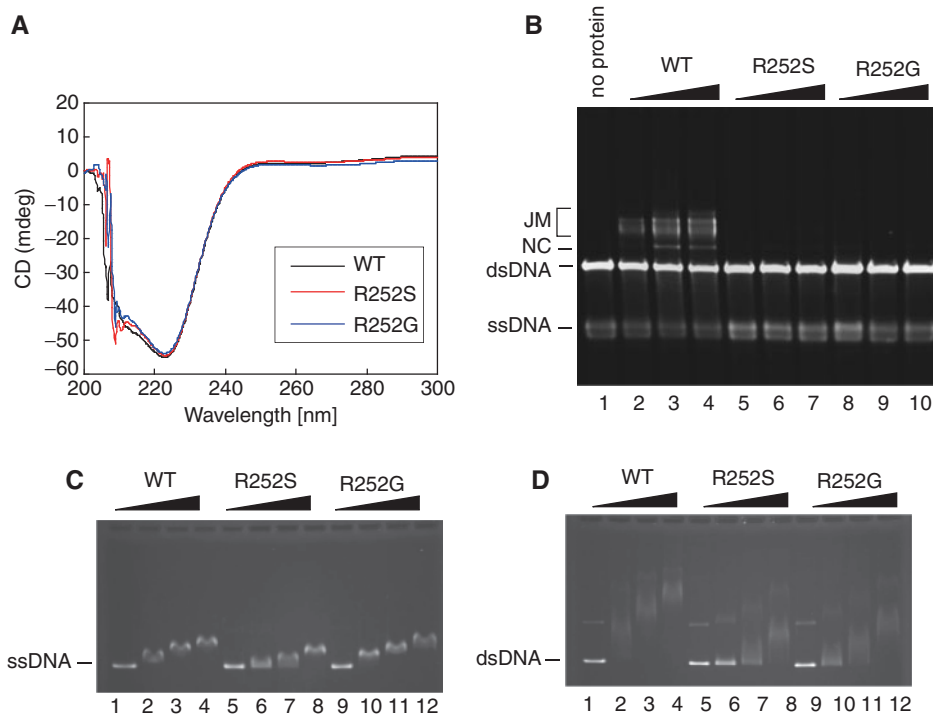 A
20
10
0
–10
–20
–30
–40
–50
–60
CD (mdeg)
WT
R252S
R252G
200 220 240 260 280 300
Wavelength [nm]
B
no protein
WT R252S R252G
JM
NC
dsDNA
ssDNA
1 2 3 4 5 6 7 8 9 10
C
WT R252S R252G
ssDNA
1 2 3 4 5 6 7 8 9 10 11 12
D
WT R252S R252G
dsDNA
1 2 3 4 5 6 7 8 9 10 11 12